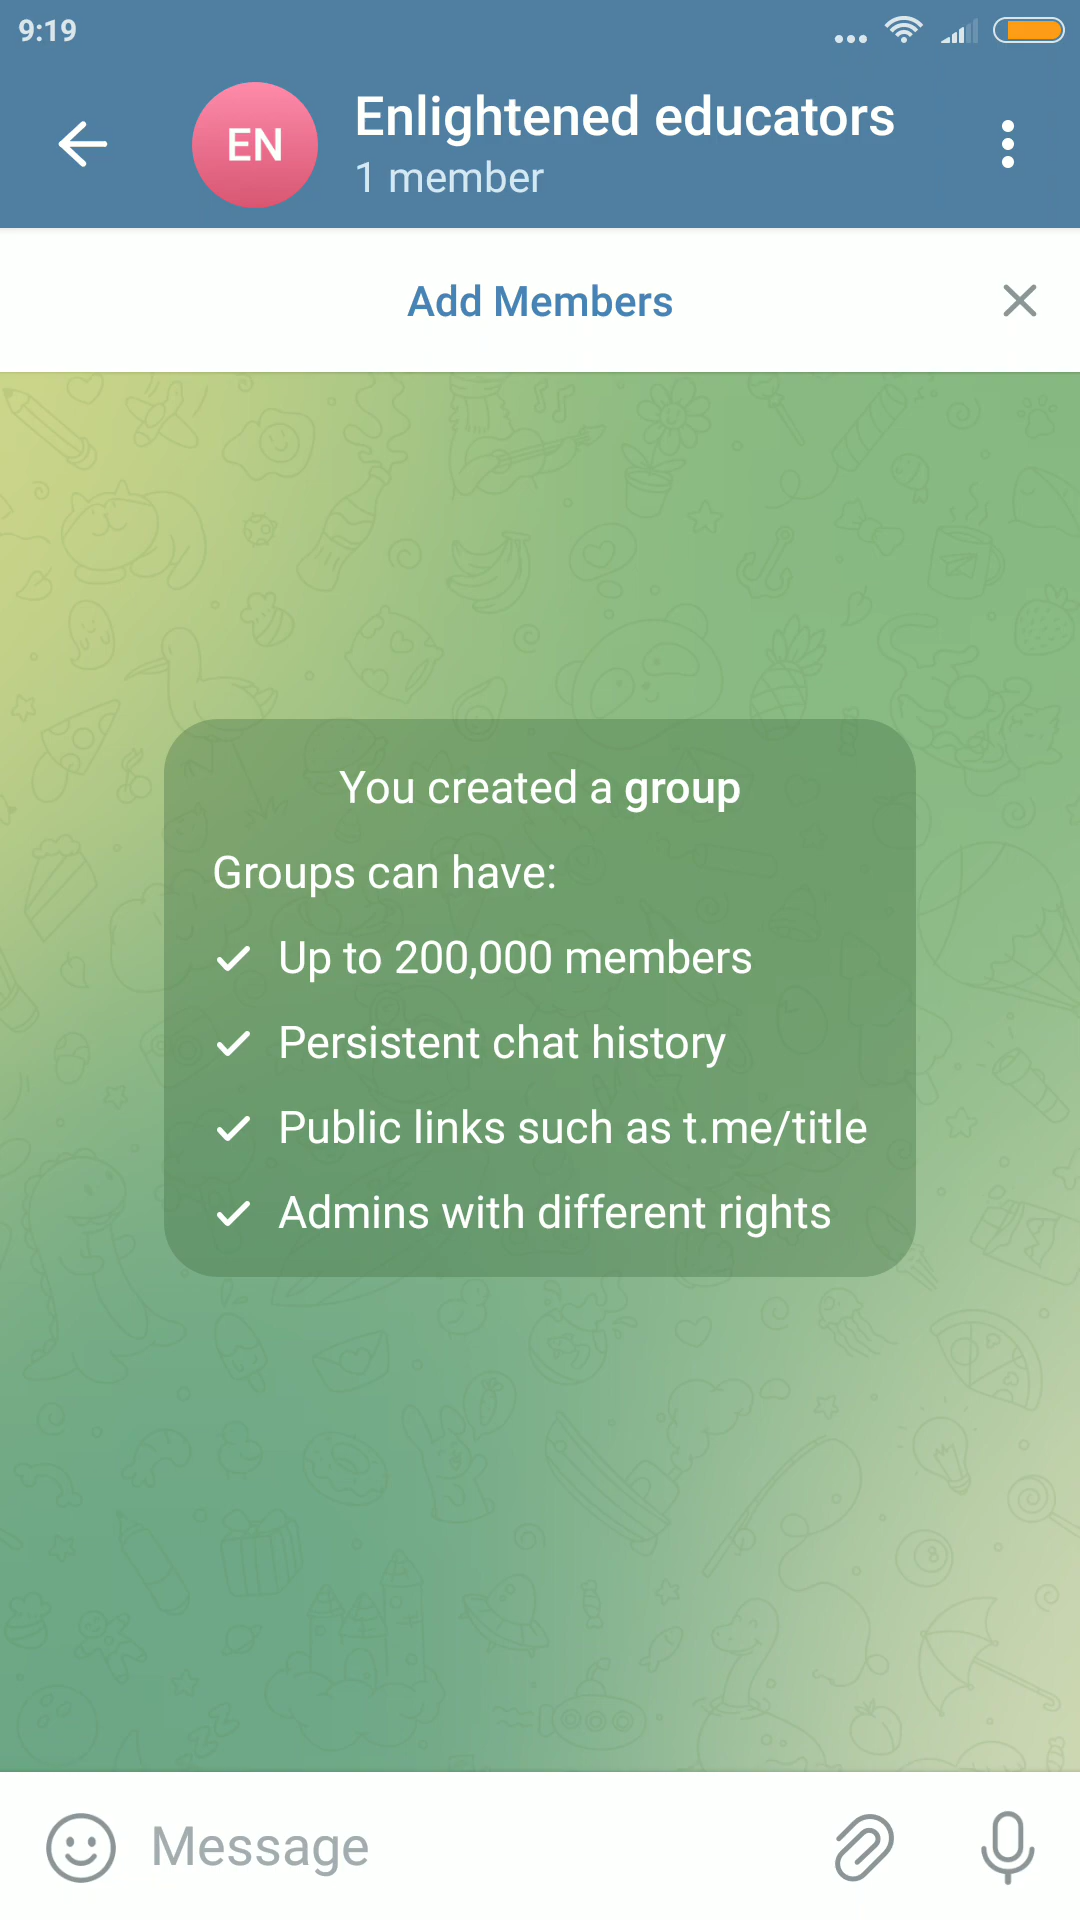 9:19
EN
Enlightened educators
1 member
Add Members
You created a group
Groups can have:
Up to 200,000 members
Persistent chat history
Public links such as t.me/title
Admins with different rights
Message